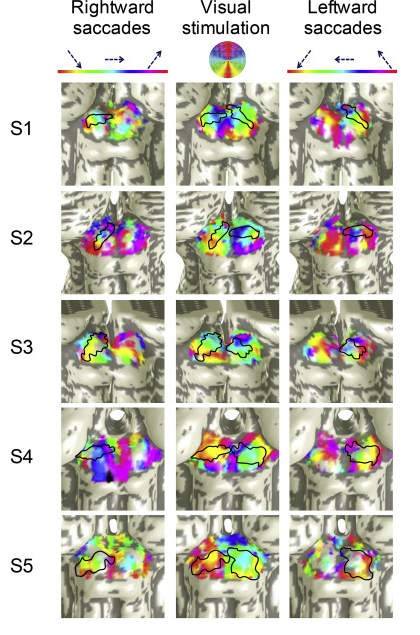 Rightward saccades
Visual stimulation
Leftward saccades
S1
S2
S3
S4
S5